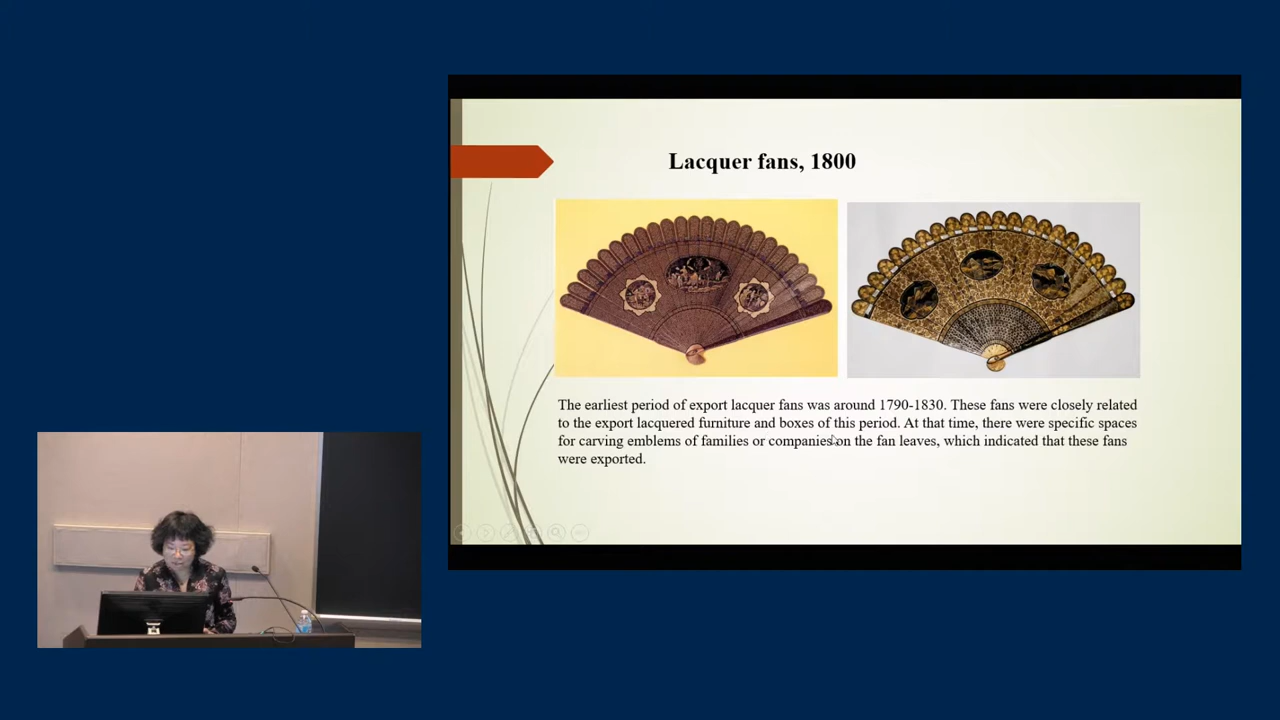 Lacquer fans, 1800
The earliest period of export lacquer fans was around 1790-1830. These fans were closely related
to the export lacquered furniture and boxes of this period. At that time, there were specific spaces
for carving emblems of families or companies on the fan leaves, which indicated that these fans
were exported.